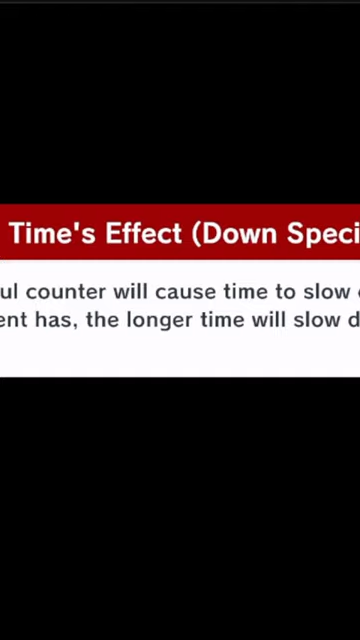 Time's Effect (Down Speci
ul counter will cause time to slow
ent has, the longer time will slow d